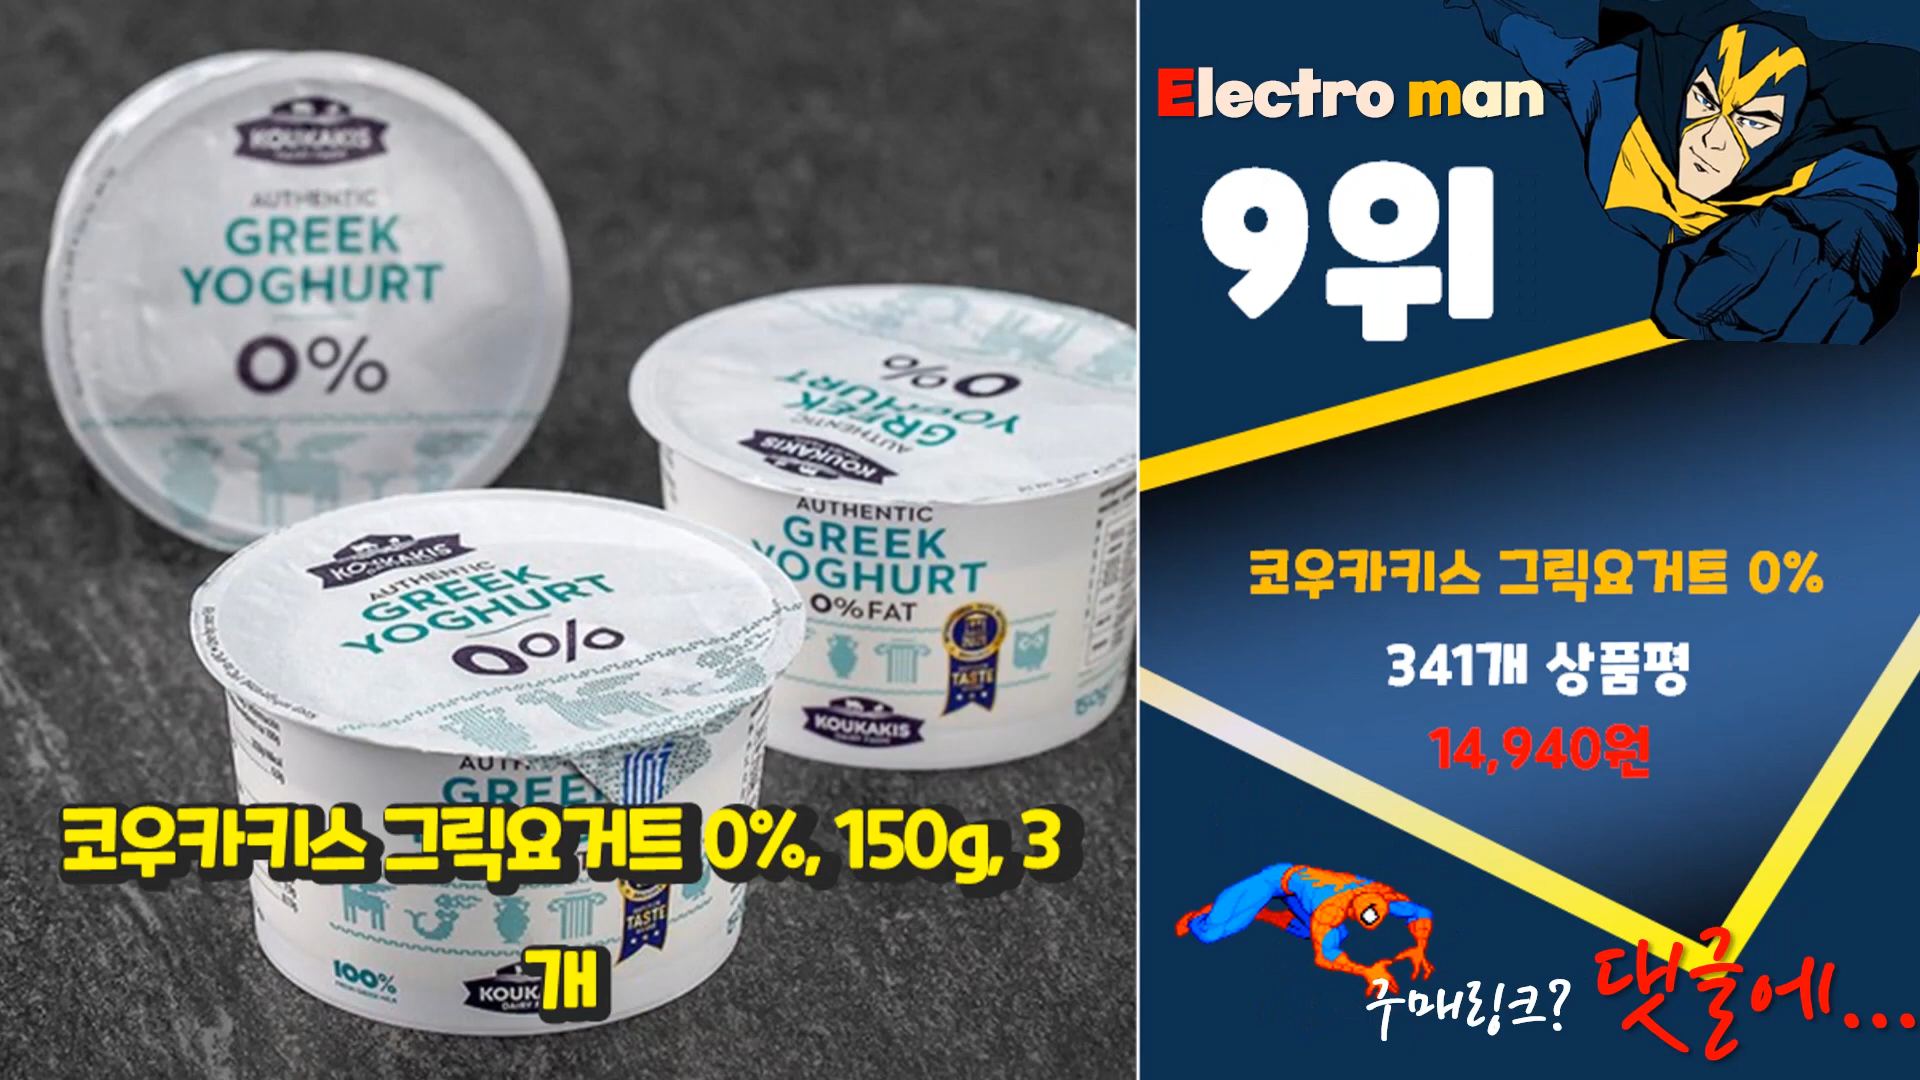 KOUKAKIS
AUTHENTIC
GREEK
YOGHURT
0%
0%
YOGHURT
GREEK
AUTHENTIC
KOUKAKIS
AUTHENTIC
GREEK
YOGHURT
0% FAT
TASTE
KOUKAKIS
150g
KOUKAKIS
AUTHENTIC
GREEK
YOGHURT
0%
코우카키스 그릭요거트 0%, 150g, 3
개
TASTE
100%
Electro man
9위
코우카키스 그릭요거트 0%
341개 상품평
14,940원
구매링크? 댓글에...